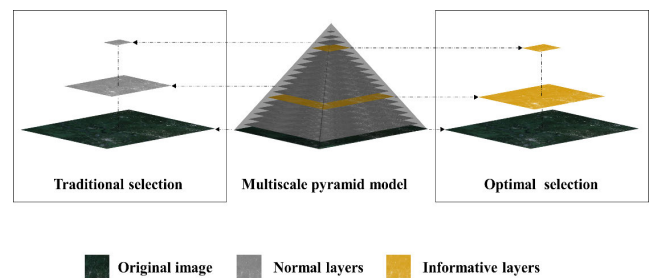 Traditional selection
Multiscale pyramid model
Optimal selection
Original image
Normal layers
Informative layers